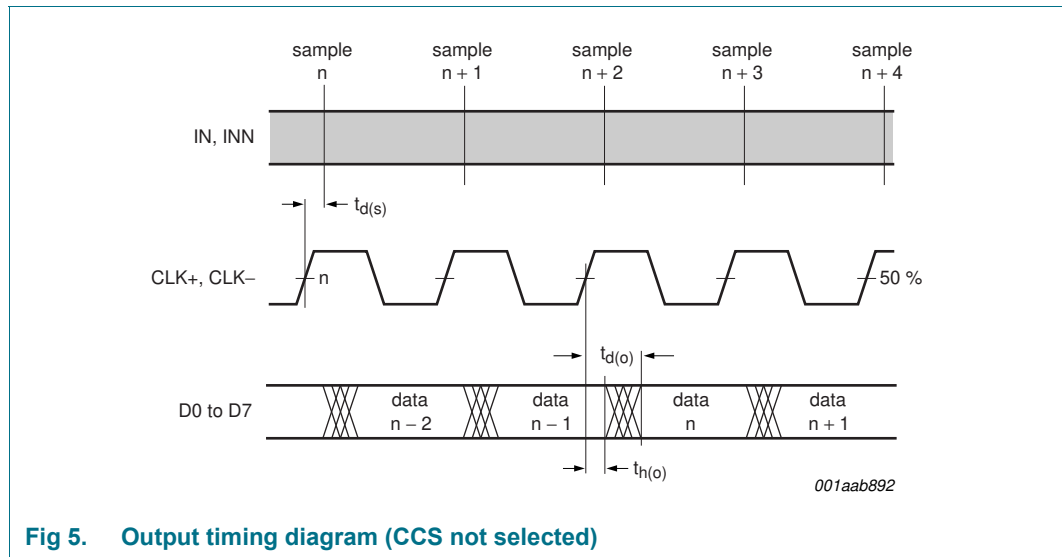 sample
n
sample
n + 1
sample
n + 2
sample
n + 3
sample
n + 4
IN, INN
td(s)
CLK+, CLK−
n
50 %
td(o)
D0 to D7
data
n − 2
data
n − 1
data
n
data
n + 1
th(o)
001aab892
Fig 5. Output timing diagram (CCS not selected)